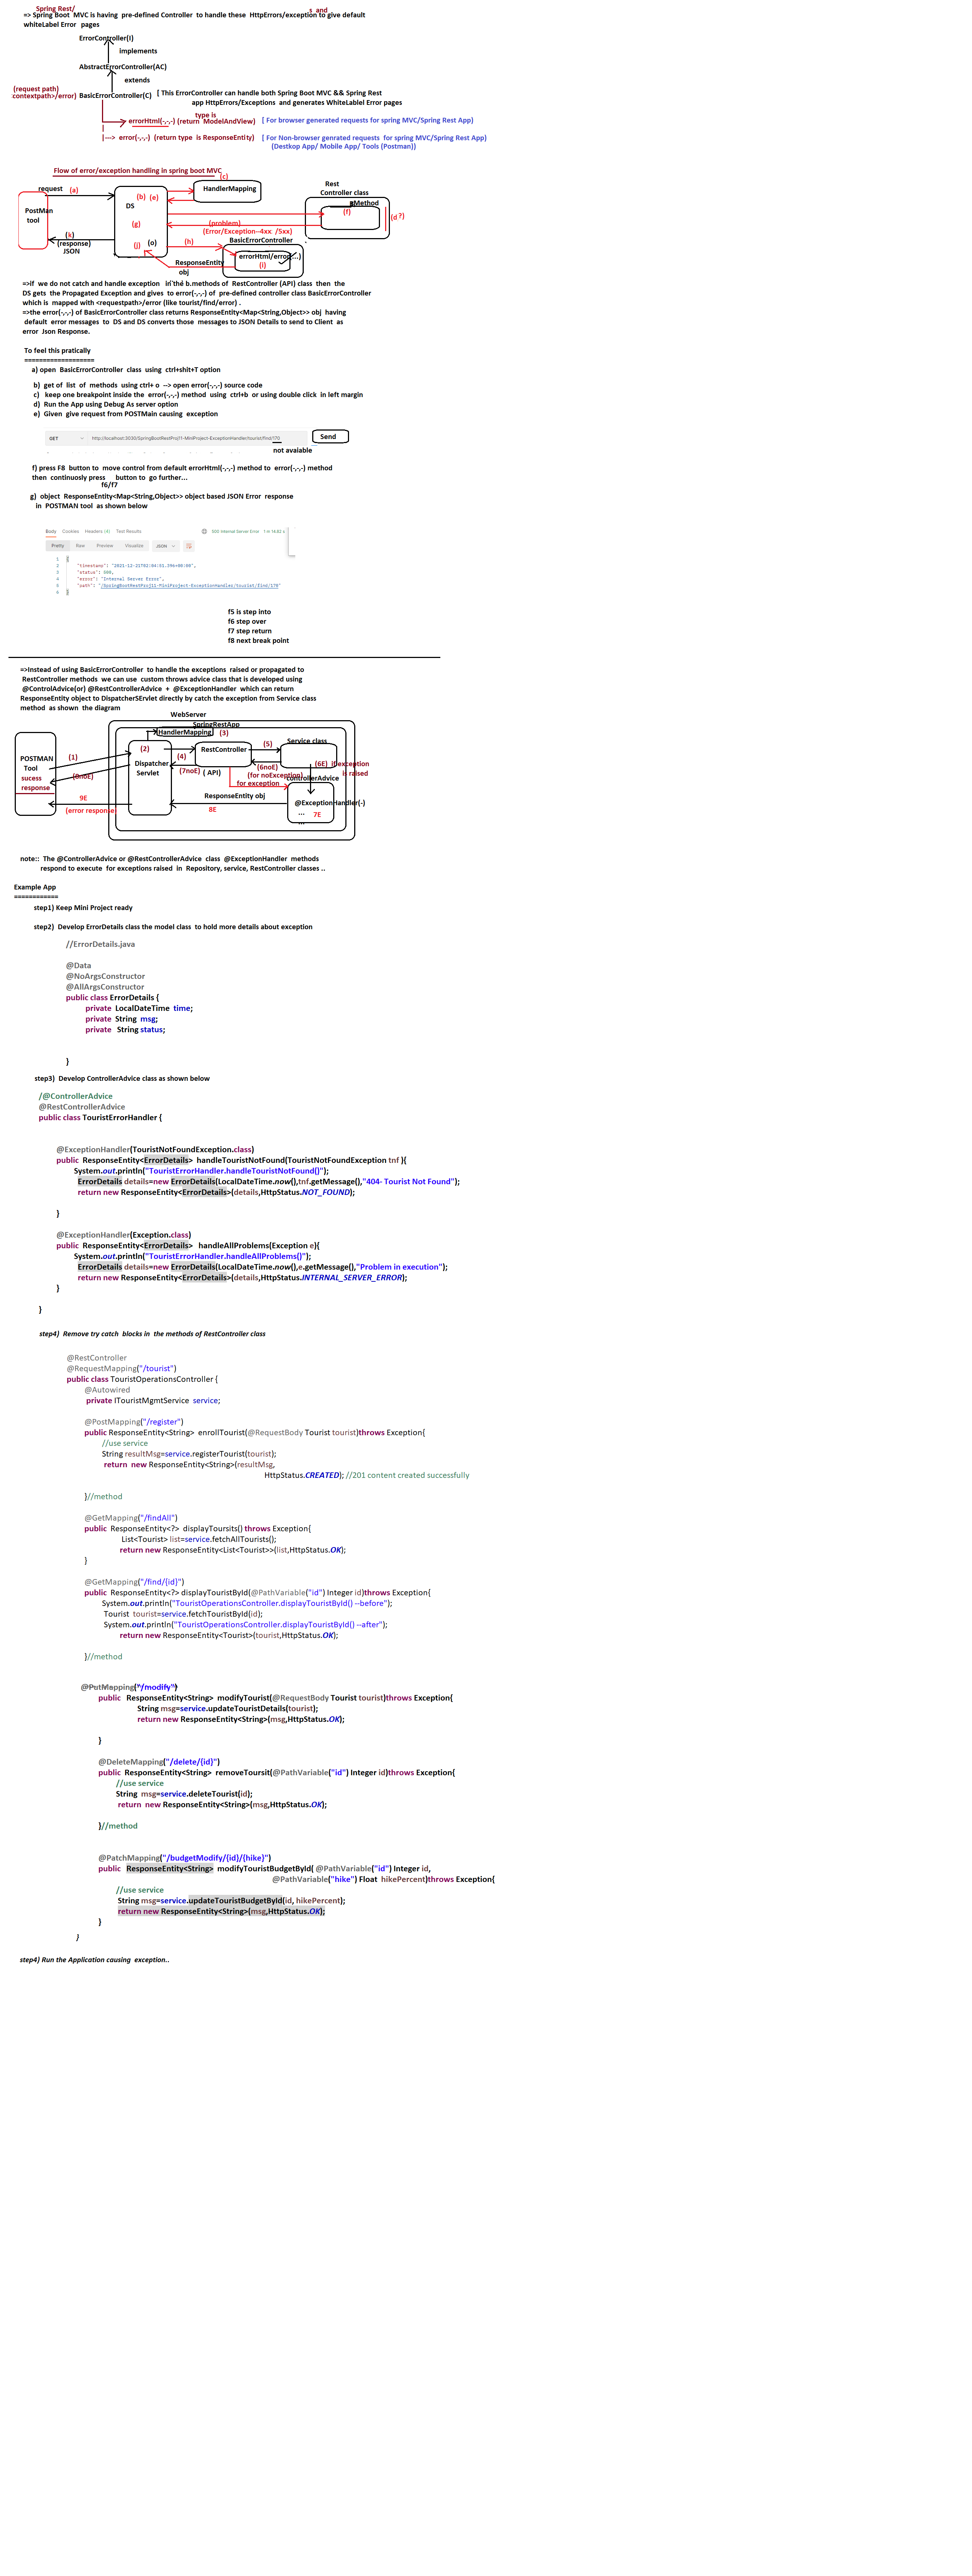 Spring Rest/
s and
=> Spring Boot MVC is having pre-defined Controller to handle these HttpErrors/exception to give default
whiteLabel Error pages
ErrorController(I)
implements
AbstractErrorController(AC)
extends
(request path)
contextpath>/error) BasicErrorController(C) [ This ErrorController can handle both Spring Boot MVC && Spring Rest
app HttpErrors/Exceptions and generates WhiteLablel Error pages
type is
errorHtml(-,-,-) (return ModelAndView) [ For browser generated requests for spring MVC/Spring Rest App)
|
|---> error(-,-,-) (return type is ResponseEntity) [ For Non-browser genrated requests for spring MVC/Spring Rest App)
(Destkop App/ Mobile App/ Tools (Postman))
Flow of error/exception handling in spring boot MVC
(c)
Rest
Controller class
request (a)
HandlerMapping
(b) (e)
DS
PostMan
tool
gMethod
(f)
(d ?)
(g)
(problem)
(Error/Exception--4xx /5xx)
(k)
(response)
JSON
(j) (o)
(h)
BasicErrorController
errorHtml/error(...)
(i)
ResponseEntity
obj
=>if we do not catch and handle exception in the b.methods of RestController (API) class then the
DS gets the Propagated Exception and gives to error(-,-,-) of pre-defined controller class BasicErrorController
which is mapped with <requestpath>/error (like tourist/find/error) .
=>the error(-,-,-) of BasicErrorController class returns ResponseEntity<Map<String,Object>> obj having
default error messages to DS and DS converts those messages to JSON Details to send to Client as
error Json Response.
To feel this pratically
===================
a) open BasicErrorController class using ctrl+shit+T option
b) get of list of methods using ctrl+ o --> open error(-,-,-) source code
c) keep one breakpoint inside the error(-,-,-) method using ctrl+b or using double click in left margin
d) Run the App using Debug As server option
e) Given give request from POSTMain causing exception
GET http://localhost:3030/SpringBootRestProj11-MiniProject-ExceptionHandler/tourist/find/170 Send
not avaiable
f) press F8 button to move control from default errorHtml(-,-,-) method to error(-,-,-) method
then continuosly press button to go further...
f6/f7
g) object ResponseEntity<Map<String,Object>> object based JSON Error response
in POSTMAN tool as shown below
Body Cookies Headers (4) Test Results 500 Internal Server Error 1 m 14.82 s
Pretty Raw Preview Visualize JSON
1 {
2 "timestamp": "2021-12-21T02:04:51.296+00:00",
3 "status": 500,
4 "error": "Internal Server Error",
5 "path": "/SpringBootRestProj11-MiniProject-ExceptionHandler/tourist/find/170"
6 }
f5 is step into
f6 step over
f7 step return
f8 next break point
=>Instead of using BasicErrorController to handle the exceptions raised or propagated to
RestController methods we can use custom throws advice class that is developed using
@ControlAdvice(or) @RestControllerAdvice + @ExceptionHandler which can return
ResponseEntity object to DispatcherSErvlet directly by catch the exception from Service class
method as shown the diagram
WebServer
SpringRestApp
HandlerMapping (3)
POSTMAN
Tool
sucess
response
(1)
(2)
Dispatcher
Servlet
(4)
RestController
(5)
Service class
(7noE) ( API)
(6noE)
(for noException)
for exception
(6E) if exception
is raised
controllerAdvice
(8noE)
9E
(error response)
ResponseEntity obj
8E
@ExceptionHandler(-)
... 7E
...
note:: The @ControllerAdvice or @RestControllerAdvice class @ExceptionHandler methods
respond to execute for exceptions raised in Repository, service, RestController classes ..
Example App
============
step1) Keep Mini Project ready
step2) Develop ErrorDetails class the model class to hold more details about exception
//ErrorDetails.java
@Data
@NoArgsConstructor
@AllArgsConstructor
public class ErrorDetails {
private LocalDateTime time;
private String msg;
private String status;
}
step3) Develop ControllerAdvice class as shown below
/@ControllerAdvice
@RestControllerAdvice
public class TouristErrorHandler {
@ExceptionHandler(TouristNotFoundException.class)
public ResponseEntity<ErrorDetails> handleTouristNotFound(TouristNotFoundException tnf ){
System.out.println("TouristErrorHandler.handleTouristNotFound()");
ErrorDetails details=new ErrorDetails(LocalDateTime.now(),tnf.getMessage(),"404- Tourist Not Found");
return new ResponseEntity<ErrorDetails>(details,HttpStatus.NOT_FOUND);
}
@ExceptionHandler(Exception.class)
public ResponseEntity<ErrorDetails> handleAllProblems(Exception e){
System.out.println("TouristErrorHandler.handleAllProblems()");
ErrorDetails details=new ErrorDetails(LocalDateTime.now(),e.getMessage(),"Problem in execution");
return new ResponseEntity<ErrorDetails>(details,HttpStatus.INTERNAL_SERVER_ERROR);
}
}
step4) Remove try catch blocks in the methods of RestController class
@RestController
@RequestMapping("/tourist")
public class TouristOperationsController {
@Autowired
private ITouristMgmtService service;
@PostMapping("/register")
public ResponseEntity<String> enrollTourist(@RequestBody Tourist tourist)throws Exception{
//use service
String resultMsg=service.registerTourist(tourist);
return new ResponseEntity<String>(resultMsg,
HttpStatus.CREATED); //201 content created successfully
}//method
@GetMapping("/findAll")
public ResponseEntity<?> displayToursits() throws Exception{
List<Tourist> list=service.fetchAllTourists();
return new ResponseEntity<List<Tourist>>(list,HttpStatus.OK);
}
@GetMapping("/find/{id}")
public ResponseEntity<?> displayTouristById(@PathVariable("id") Integer id)throws Exception{
System.out.println("TouristOperationsController.displayTouristById() --before");
Tourist tourist=service.fetchTouristById(id);
System.out.println("TouristOperationsController.displayTouristById() --after");
return new ResponseEntity<Tourist>(tourist,HttpStatus.OK);
}//method
@PutMapping("/modify")
public ResponseEntity<String> modifyTourist(@RequestBody Tourist tourist)throws Exception{
String msg=service.updateTouristDetails(tourist);
return new ResponseEntity<String>(msg,HttpStatus.OK);
}
@DeleteMapping("/delete/{id}")
public ResponseEntity<String> removeToursit(@PathVariable("id") Integer id)throws Exception{
//use service
String msg=service.deleteTourist(id);
return new ResponseEntity<String>(msg,HttpStatus.OK);
}//method
@PatchMapping("/budgetModify/{id}/{hike}")
public ResponseEntity<String> modifyTouristBudgetById( @PathVariable("id") Integer id,
@PathVariable("hike") Float hikePercent)throws Exception{
//use service
String msg=service.updateTouristBudgetById(id, hikePercent);
return new ResponseEntity<String>(msg,HttpStatus.OK);
}
}
step4) Run the Application causing exception..